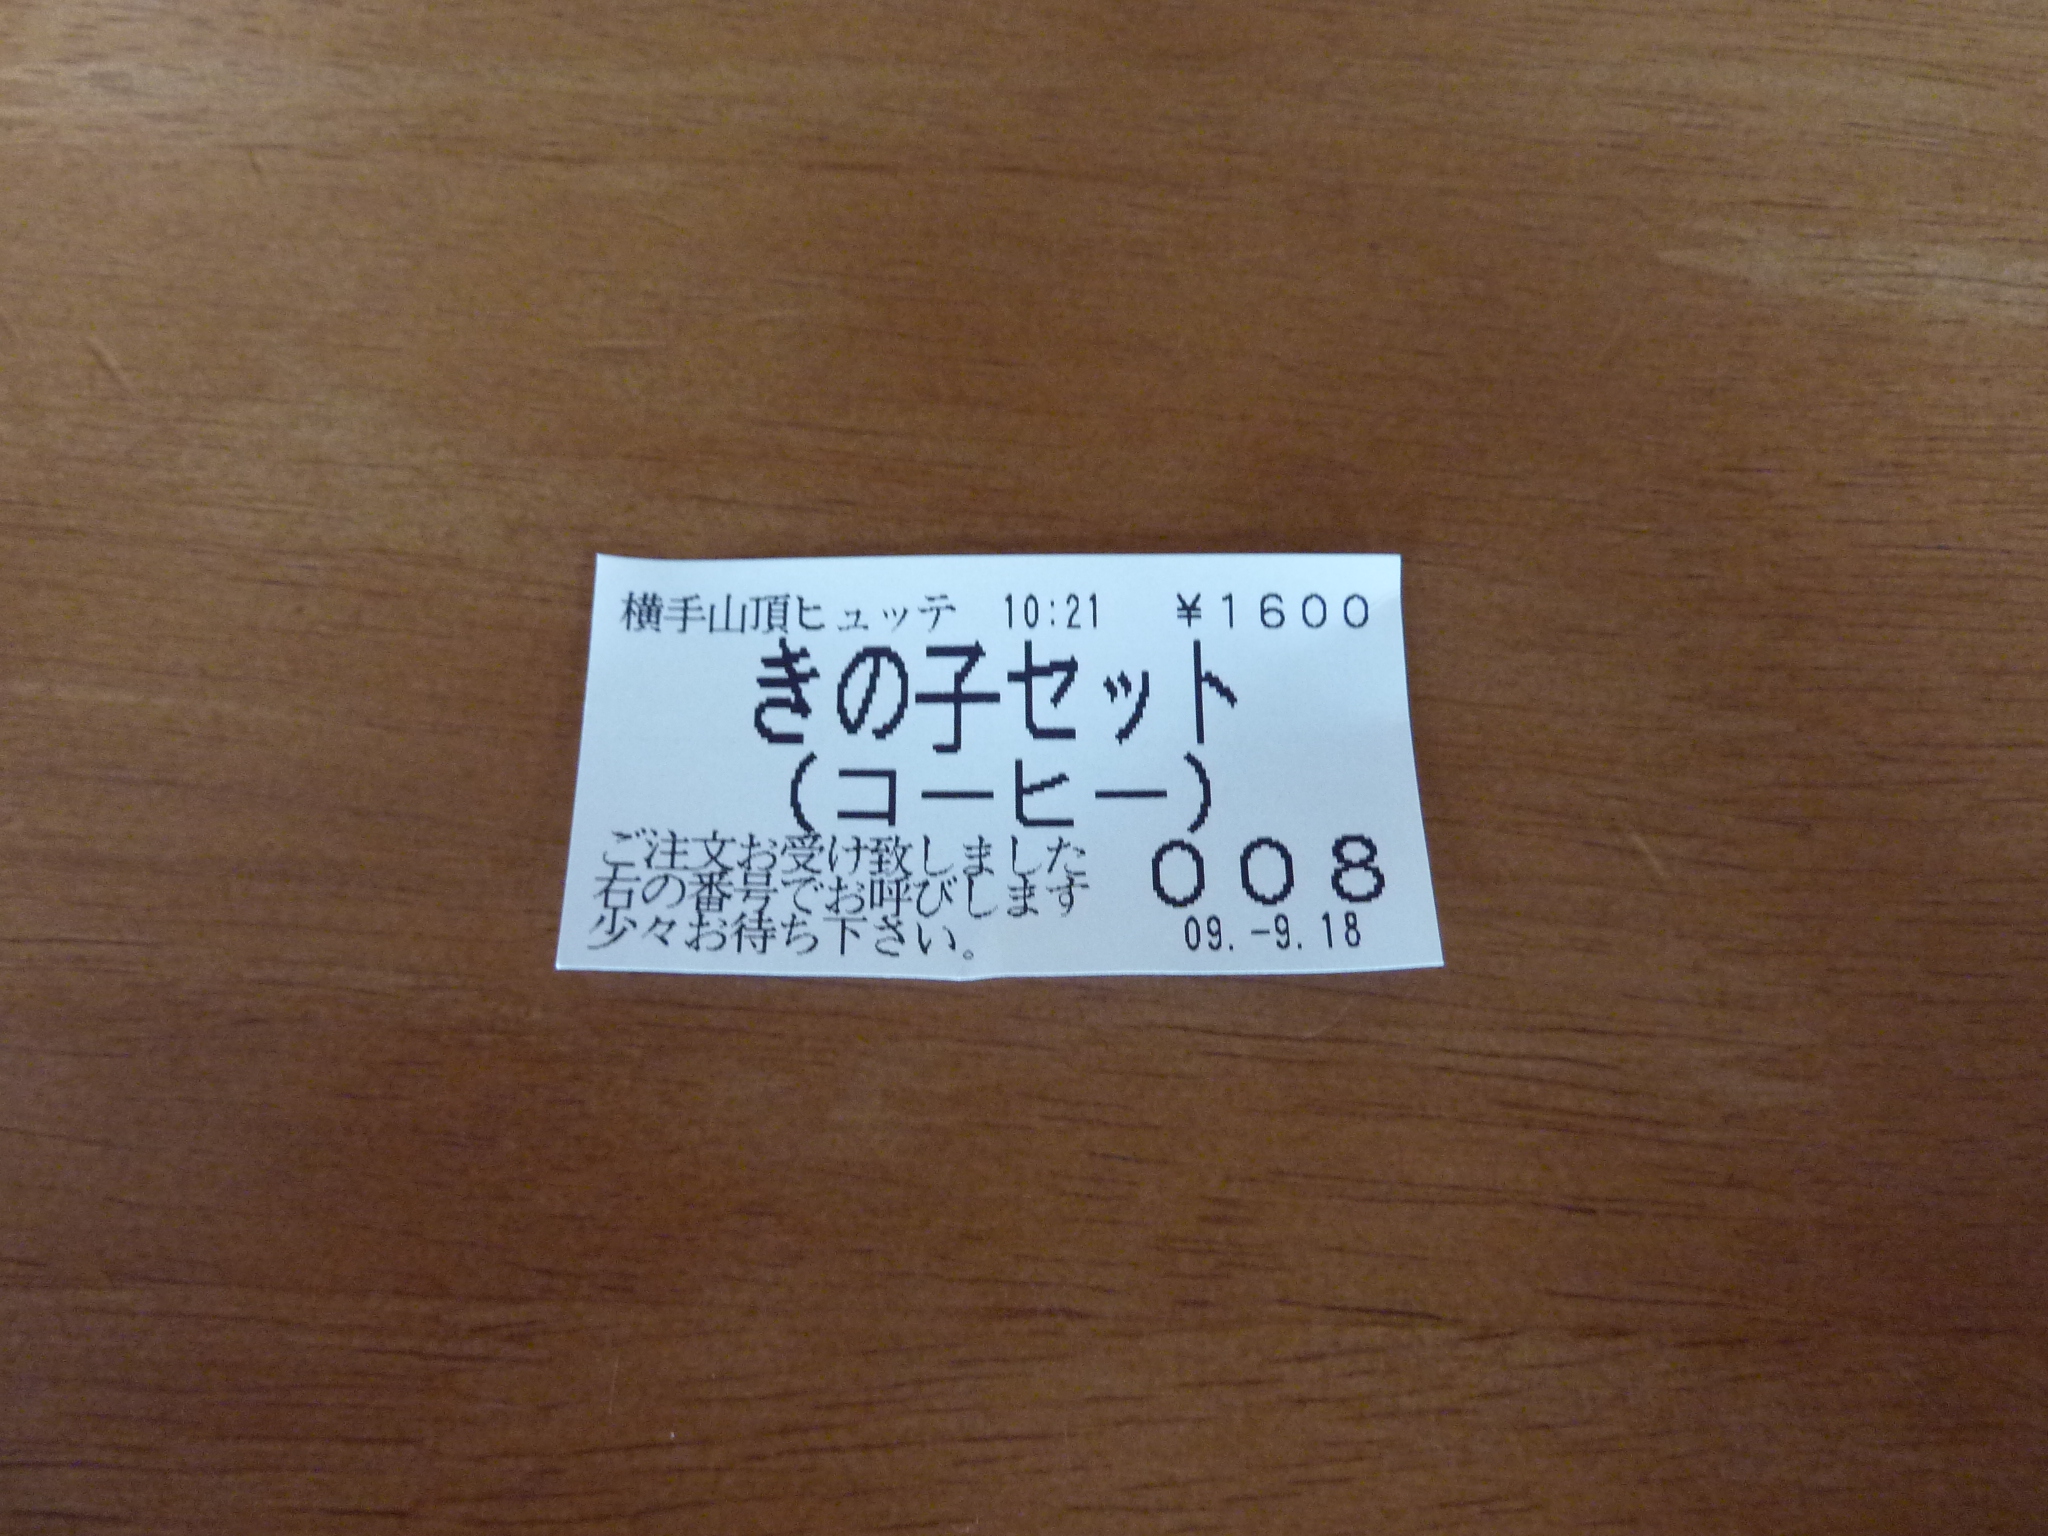 横手山頂ヒュッテ 10:21 ￥1600
きの子セット
(コーヒー)
ご注文お受け致しました
右の番号でお呼びします
少々お待ち下さい。
008
09.-9.18